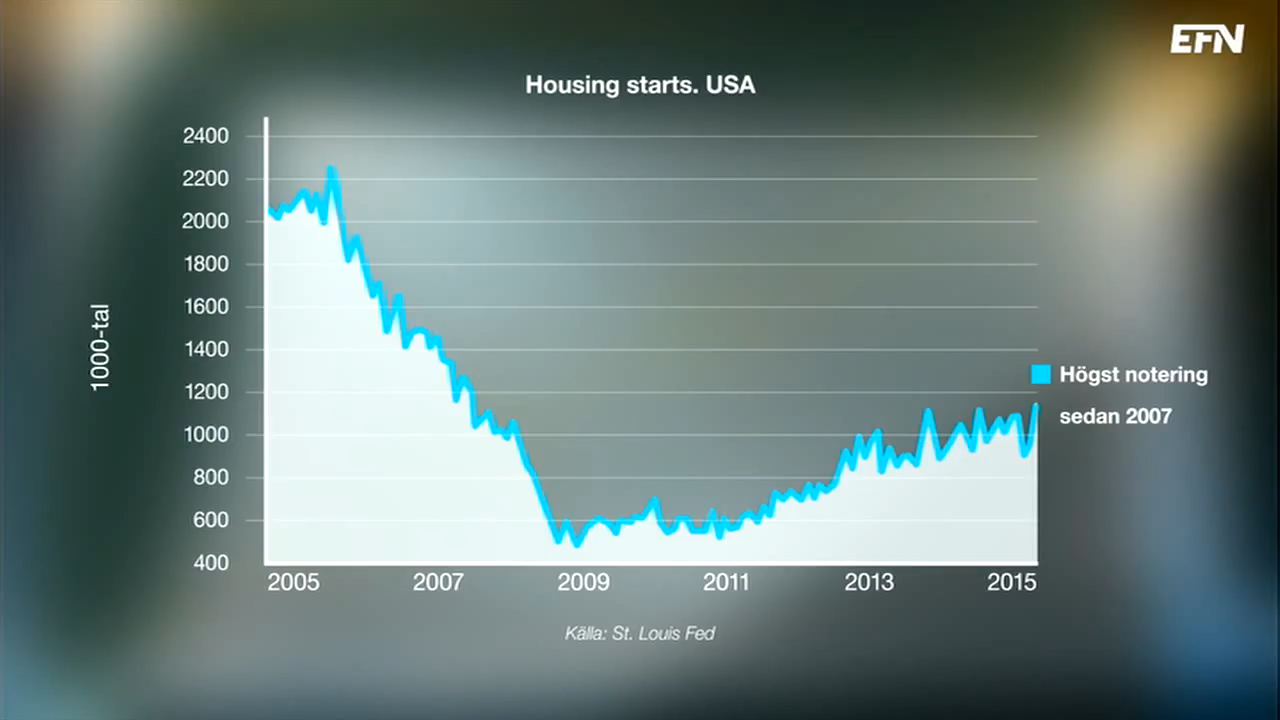 EFN
Housing starts. USA
2400
2200
2000
1800
1600
1400
1200
1000
800
600
400
1000-tal
Högst notering
sedan 2007
2005 2007 2009 2011 2013 2015
Källa: St. Louis Fed